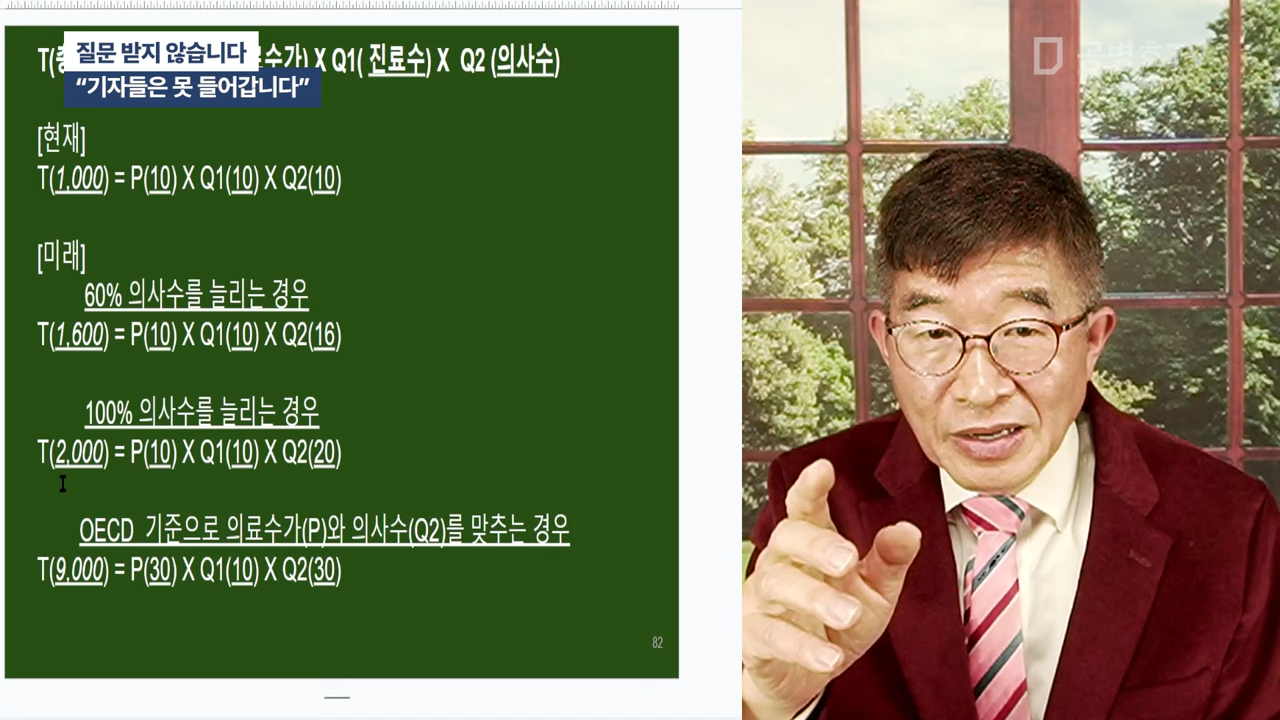 질문 받지 않습니다
“기자들은 못 들어갑니다”
수가) X Q1( 진료수) X Q2 (의사수)
[현재]
T(1,000) = P(10) X Q1(10) X Q2(10)
[미래]
60% 의사수를 늘리는 경우
T(1,600) = P(10) X Q1(10) X Q2(16)
100% 의사수를 늘리는 경우
T(2,000) = P(10) X Q1(10) X Q2(20)
OECD 기준으로 의료수가(P)와 의사수(Q2)를 맞추는 경우
T(9,000) = P(30) X Q1(10) X Q2(30)
82
공병호TV